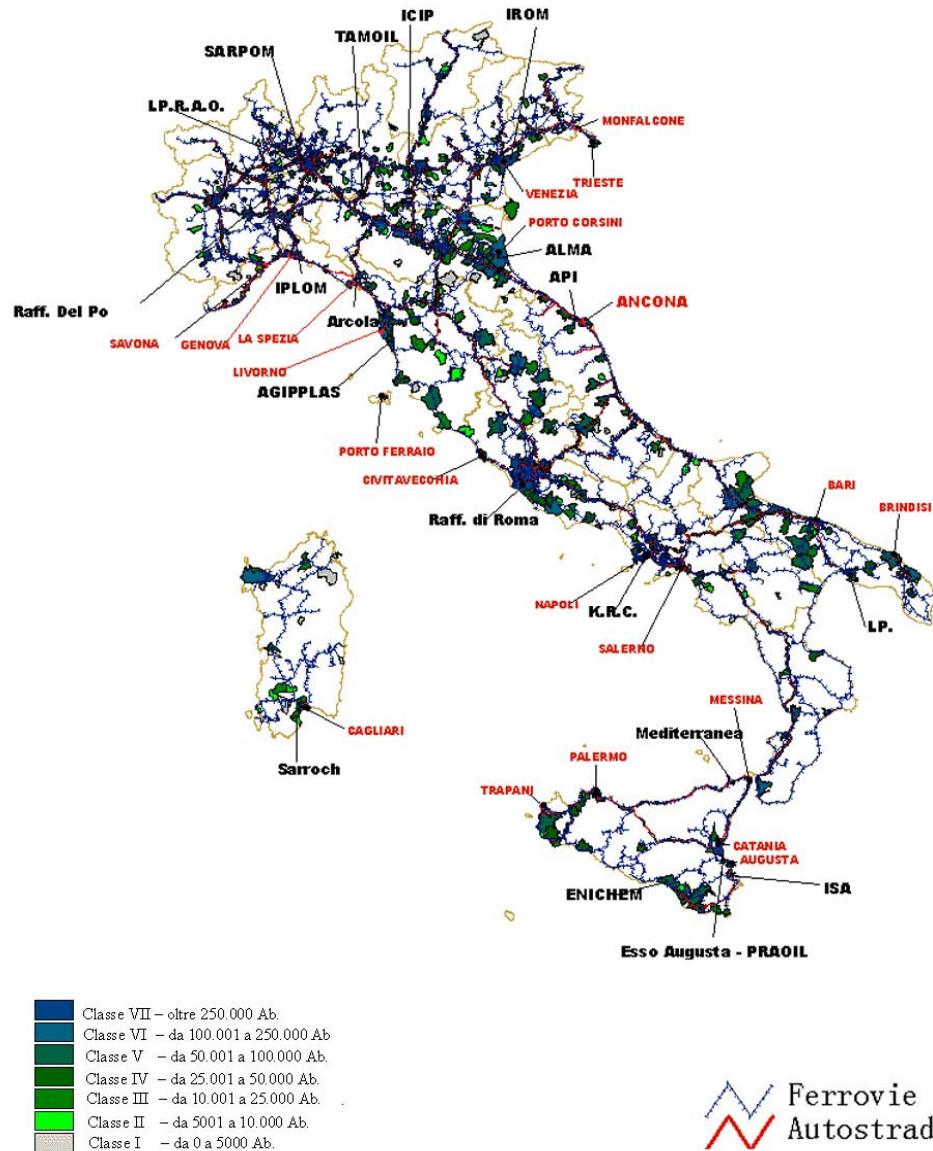 ICIP
IROM
TAMOIL
SARPOM
LP.R.A.O.
MONFALCONE
TRIESTE
VENEZIA
PORTO CORSINI
ALMA
API
IPLOM
ANCONA
Raff. Del Po
Arcola
SAVONA
GENOVA
LA SPEZIA
LIVORNO
AGIPPLAS
PORTO FERRAIO
CIVITAVECCHIA
BARI
BRINDISI
Raff. di Roma
NAPOLI
K.R.C.
LP.
SALERNO
MESSINA
CAGLIARI
Mediterranea
PALERMO
Sarroch
TRAPANI
CATANIA
AUGUSTA
ENICHEM
ISA
Esso Augusta - PRAOIL
Classe VII – oltre 250.000 Ab.
Classe VI – da 100.001 a 250.000 Ab
Classe V – da 50.001 a 100.000 Ab.
Classe IV – da 25.001 a 50.000 Ab.
Classe III – da 10.001 a 25.000 Ab.
Classe II – da 5001 a 10.000 Ab.
Classe I – da 0 a 5000 Ab.
Ferrovie
Autostrad